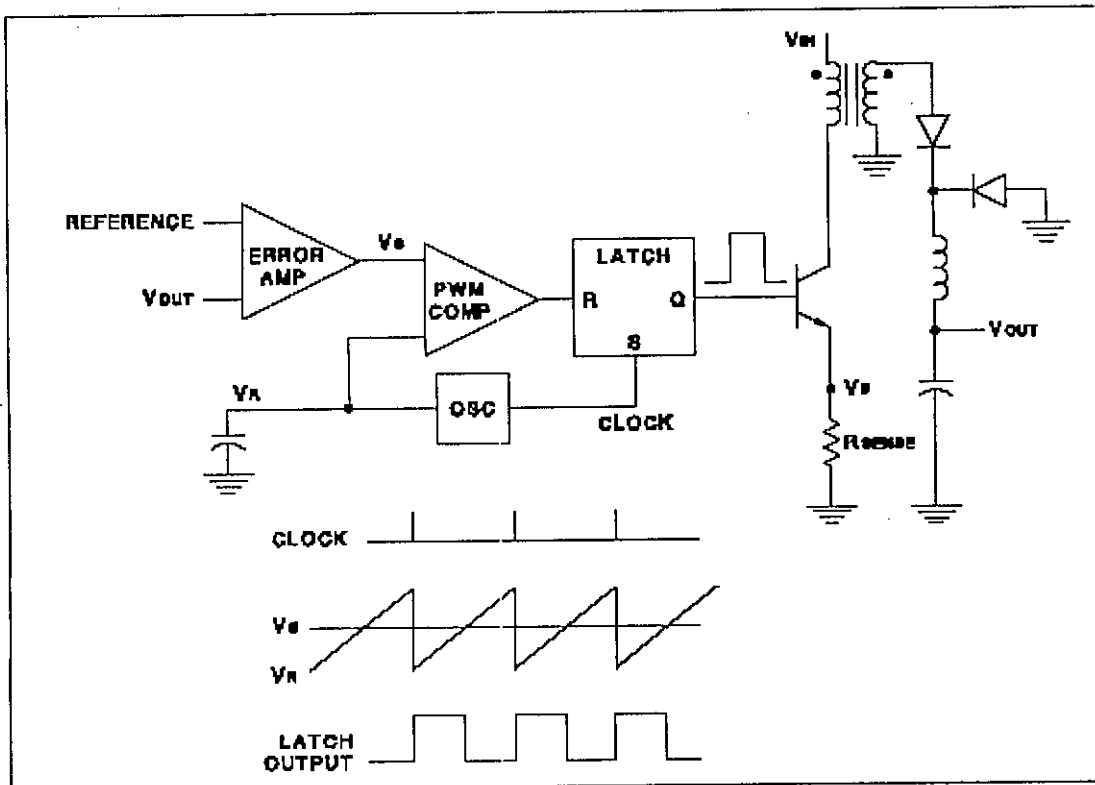 VIN
REFERENCE
ERROR
AMP
Ve
PWM
COMP
LATCH
R
Q
S
VOUT
VOUT
VR
OSC
CLOCK
VS
RSENSE
CLOCK
Ve
VR
LATCH
OUTPUT